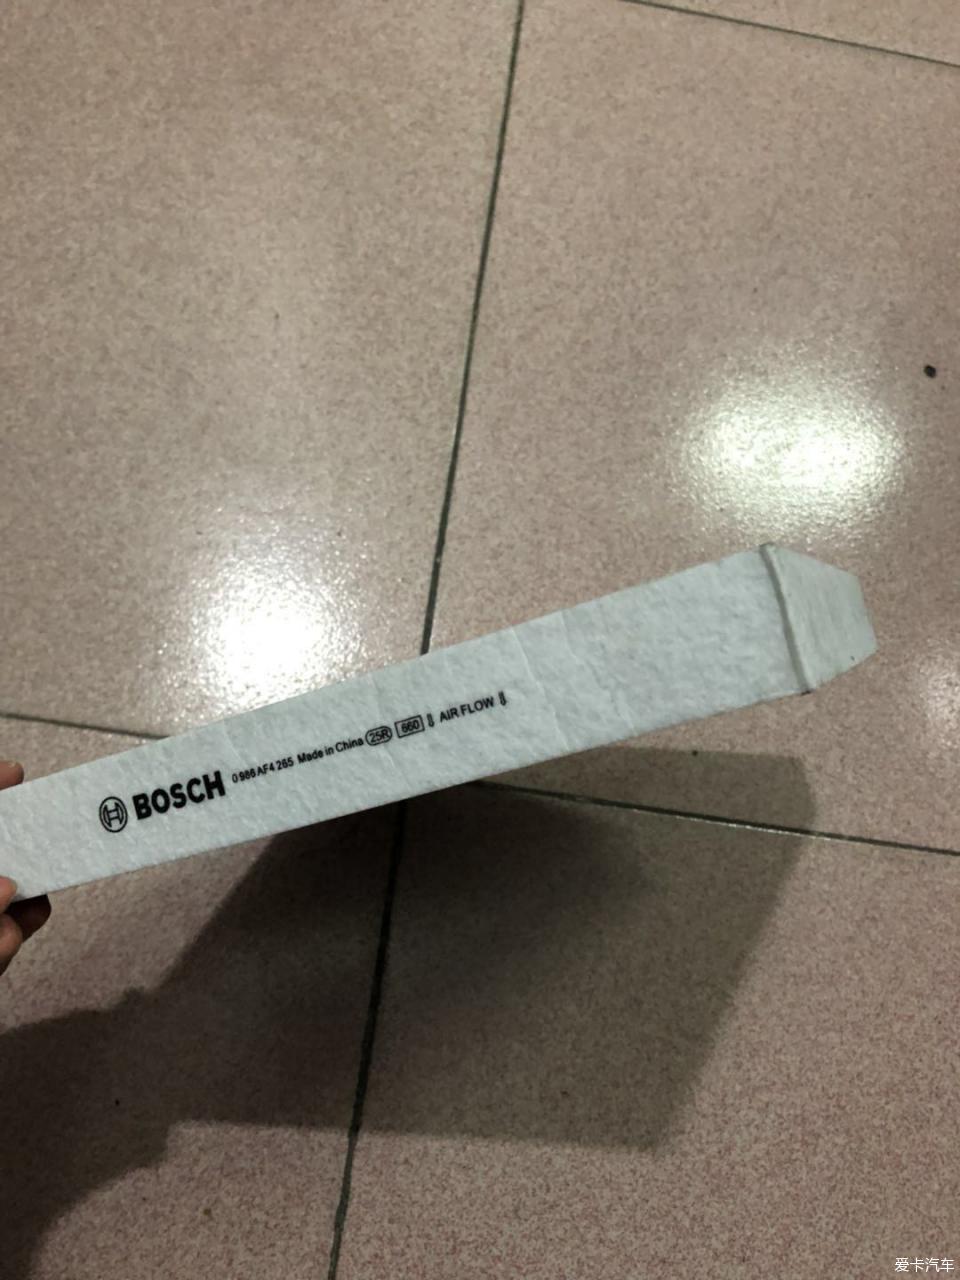 BOSCH 0 986 AF4 265 Made in China 25R 660 ⇓ AIR FLOW ⇓
爱卡汽车